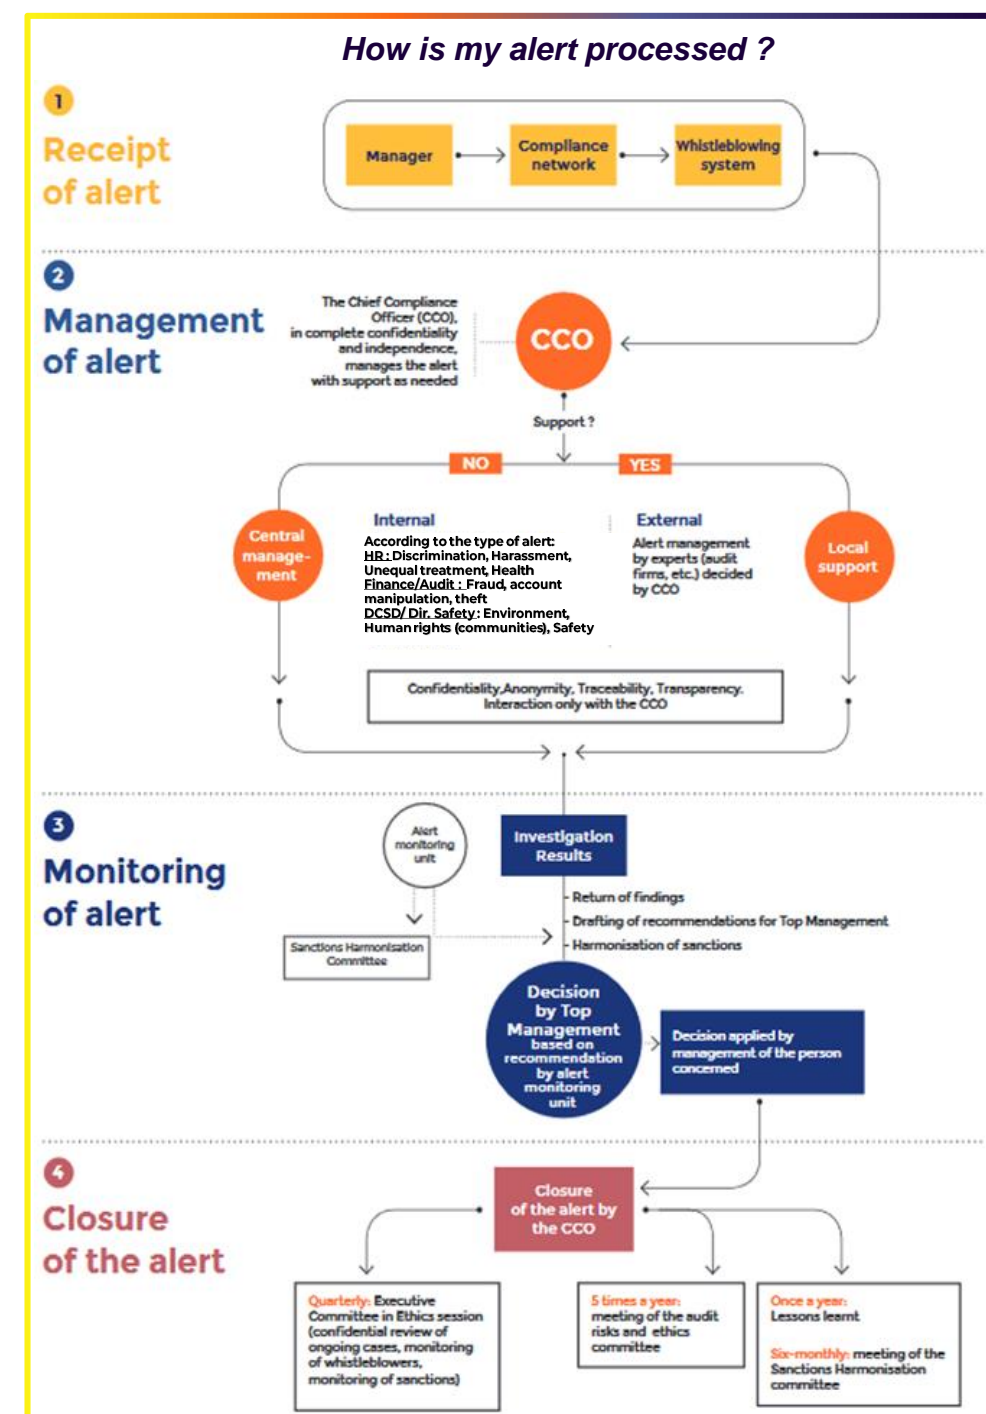 How is my alert processed ?
1
Receipt
of alert
Manager
Compliance
network
Whistleblowing
system
2
Management
of alert
The Chief Compliance
Officer (CCO),
in complete confidentiality
and independence,
manages the alert
with support as needed
CCO
Support ?
NO
YES
Central
manage-
ment
Internal
According to the type of alert:
HR : Discrimination, Harassment,
Unequal treatment, Health
Finance/Audit : Fraud, account
manipulation, theft
DCSD/ Dir. Safety : Environment,
Human rights (communities), Safety
External
Alert management
by experts (audit
firms, etc.) decided
by CCO
Local
support
Confidentiality,Anonymity, Traceability, Transparency.
Interaction only with the CCO
3
Monitoring
of alert
Alert
monitoring
unit
Investigation
Results
- Return of findings
- Drafting of recommendations for Top Management
- Harmonisation of sanctions
Sanctions Harmonisation
Committee
Decision
by Top
Management
based on
recommendation
by alert
monitoring
unit
Decision applied by
management of the person
concerned
4
Closure
of the alert
Closure
of the alert by
the CCO
Quarterly: Executive
Committee in Ethics session
(confidential review of
ongoing cases, monitoring
of whistleblowers,
monitoring of sanctions)
5 times a year:
meeting of the audit
risks and ethics
committee
Once a year:
Lessons learnt
Six-monthly: meeting of the
Sanctions Harmonisation
committee